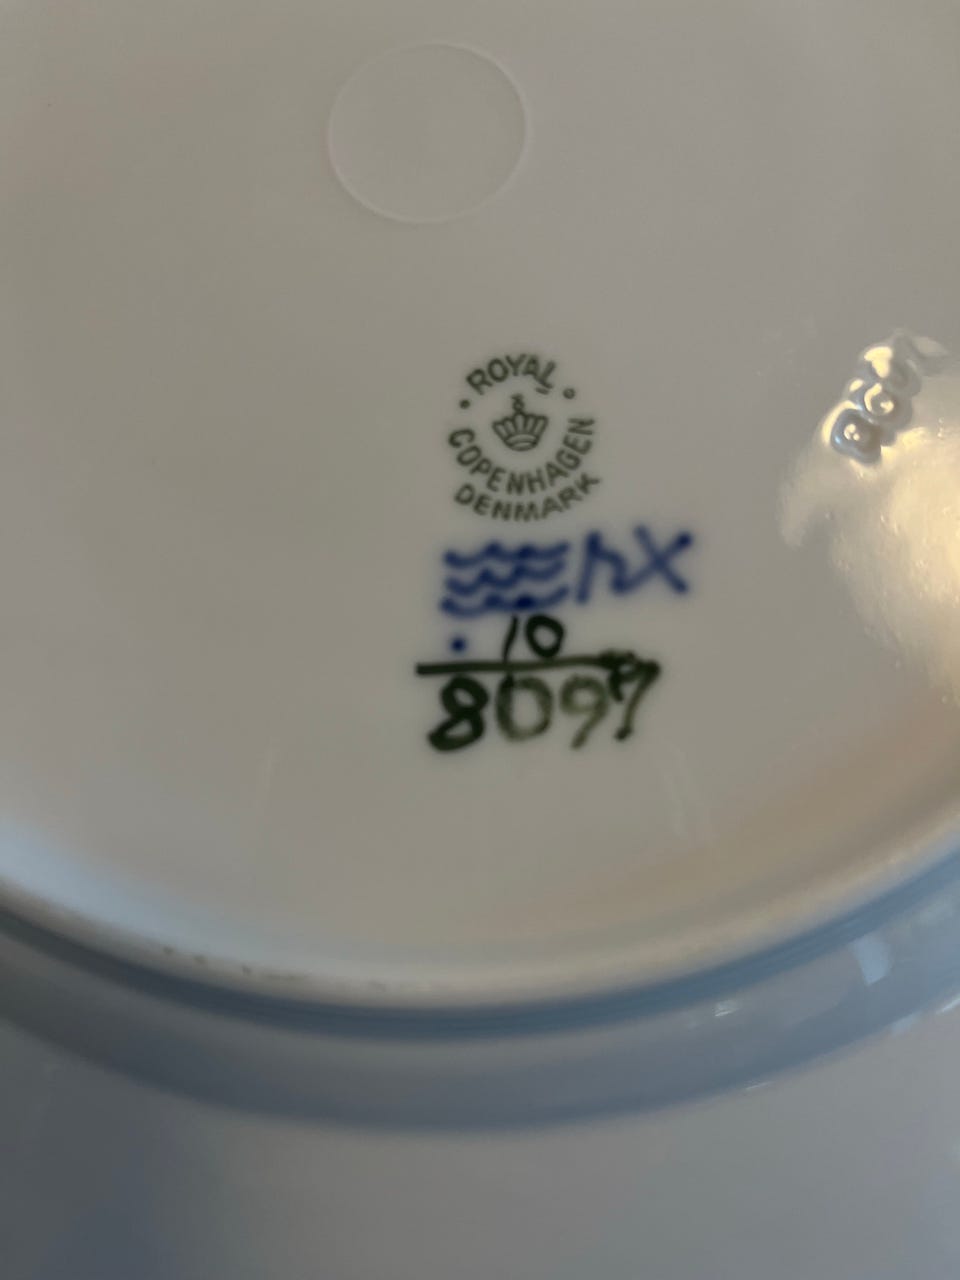 ROYAL
COPENHAGEN
DENMARK
10
8097